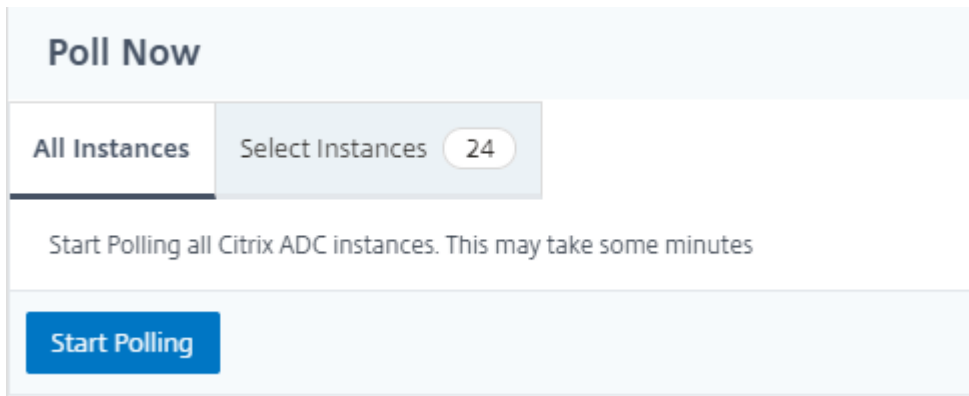 Poll Now
All Instances Select Instances 24
Start Polling all Citrix ADC instances. This may take some minutes
Start Polling